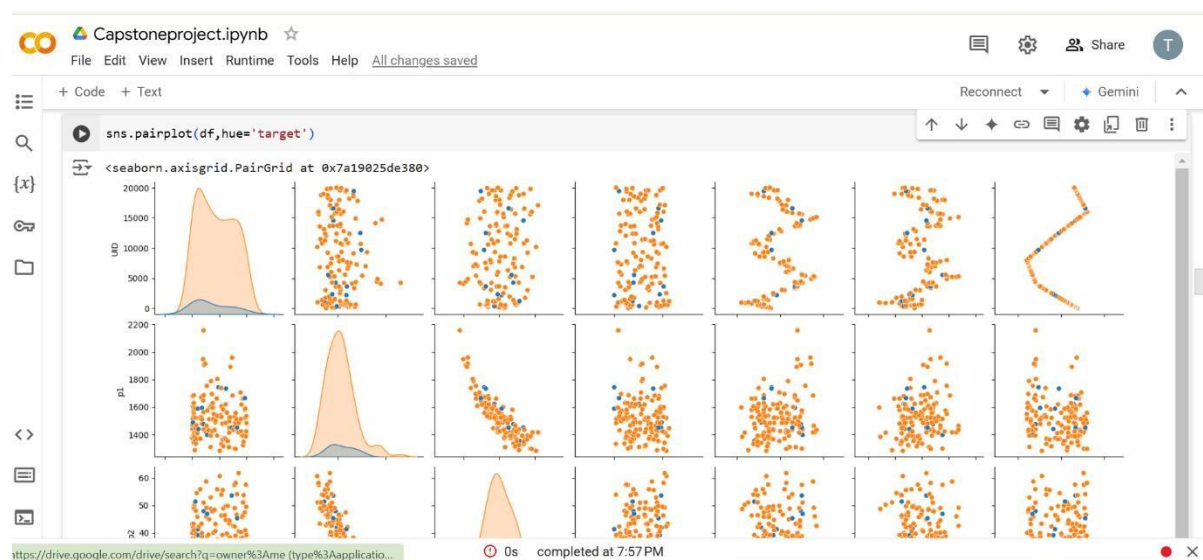 Capstoneproject.ipynb
File Edit View Insert Runtime Tools Help All changes saved
Share
T
+ Code + Text
Reconnect
Gemini
sns.pairplot(df,hue='target')
<seaborn.axisgrid.PairGrid at 0x7a19025de380>
{x}
20000
15000
10000
5000
0
UID
2200
2000
1800
1600
1400
p1
60
50
40
p2
https://drive.google.com/drive/search?q=owner%3Ame (type%3Aapplicatio...
0s completed at 7:57 PM